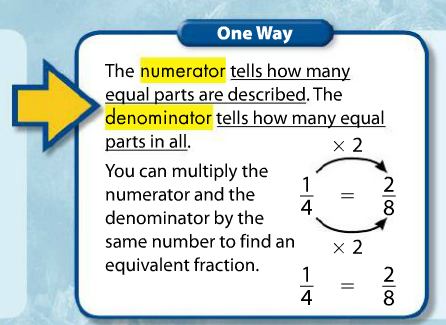 One Way
The numerator tells how many
equal parts are described. The
denominator tells how many equal
parts in all.
You can multiply the
numerator and the
denominator by the
same number to find an
equivalent fraction.
× 2
1/4 = 2/8
× 2
1/4 = 2/8